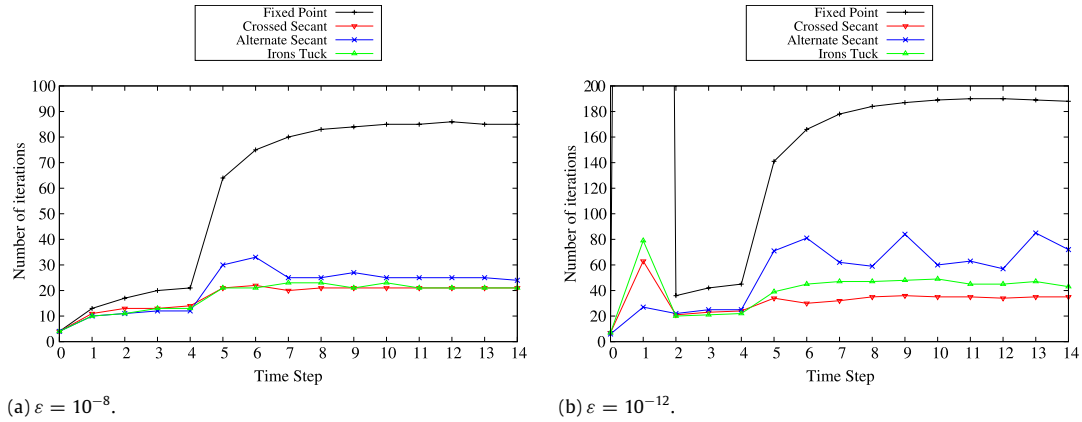 Fixed Point
Crossed Secant
Alternate Secant
Irons Tuck
100
90
80
70
60
50
40
30
20
10
0
Number of iterations
0 1 2 3 4 5 6 7 8 9 10 11 12 13 14
Time Step
(a) ε = 10⁻⁸.
Fixed Point
Crossed Secant
Alternate Secant
Irons Tuck
200
180
160
140
120
100
80
60
40
20
0
Number of iterations
0 1 2 3 4 5 6 7 8 9 10 11 12 13 14
Time Step
(b) ε = 10⁻¹².